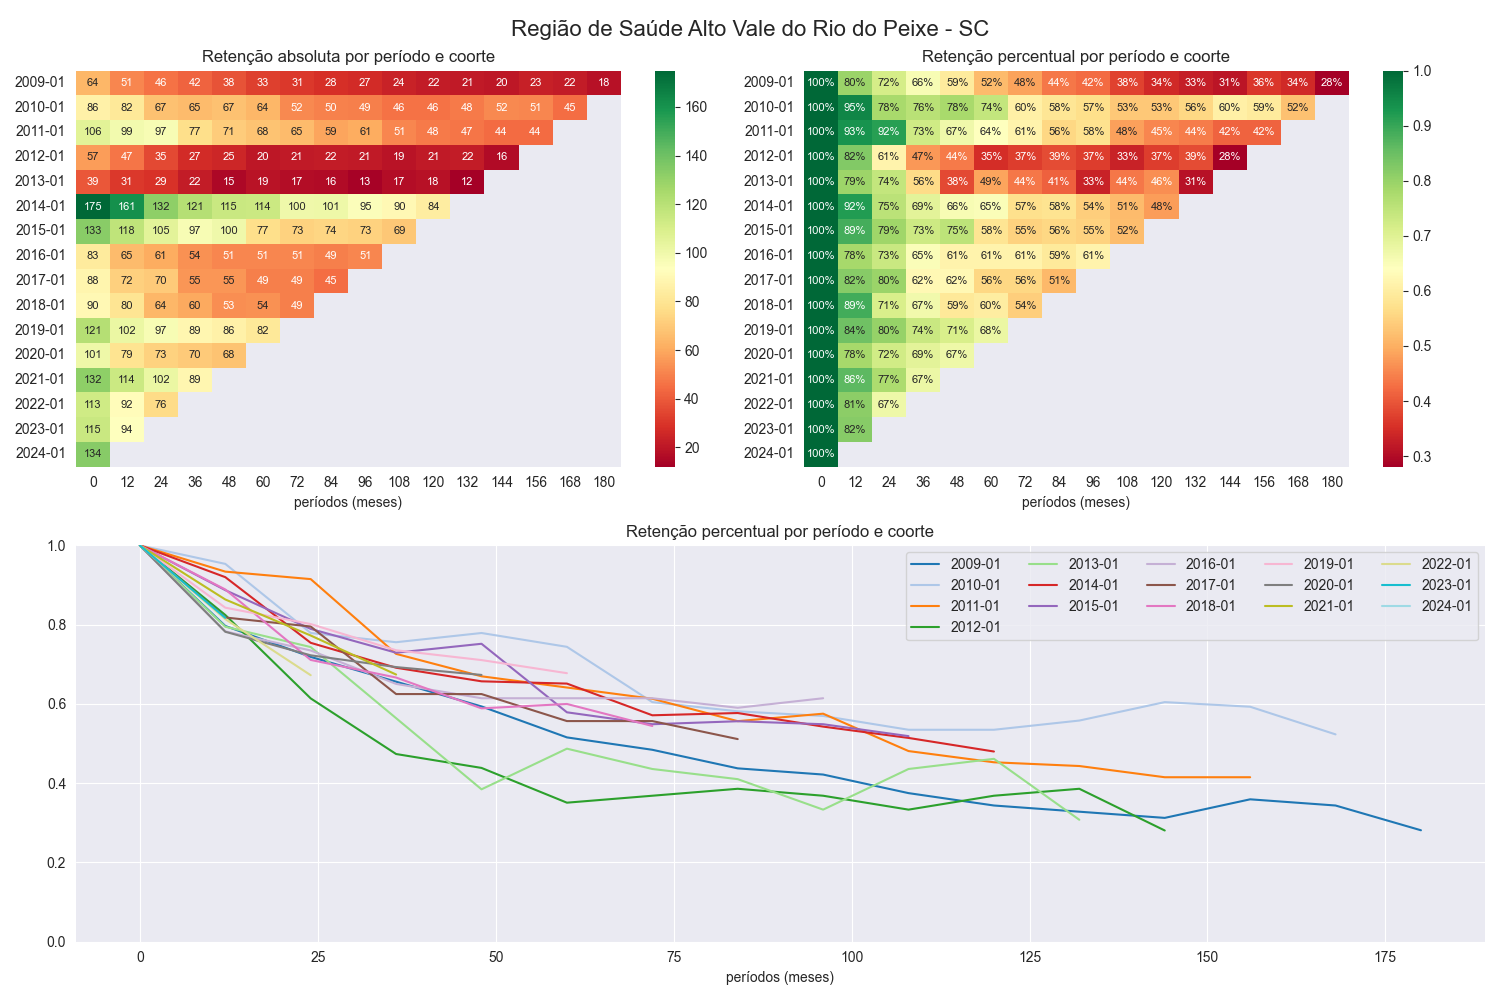 Região de Saúde Alto Vale do Rio do Peixe - SC
Retenção absoluta por período e coorte
2009-01 64 51 46 42 38 33 31 28 27 24 22 21 20 23 22 18
2010-01 86 82 67 65 67 64 52 50 49 46 46 48 52 51 45
2011-01 106 99 97 77 71 68 65 59 61 51 48 47 44 44
2012-01 57 47 35 27 25 20 21 22 21 19 21 22 16
2013-01 39 31 29 22 15 19 17 16 13 17 18 12
2014-01 175 161 132 121 115 114 100 101 95 90 84
2015-01 133 118 105 97 100 77 73 74 73 69
2016-01 83 65 61 54 51 51 51 49 51
2017-01 88 72 70 55 55 49 49 45
2018-01 90 80 64 60 53 54 49
2019-01 121 102 97 89 86 82
2020-01 101 79 73 70 68
2021-01 132 114 102 89
2022-01 113 92 76
2023-01 115 94
2024-01 134
0 12 24 36 48 60 72 84 96 108 120 132 144 156 168 180
períodos (meses)
160
140
120
100
80
60
40
20
Retenção percentual por período e coorte
2009-01 100% 80% 72% 66% 59% 52% 48% 44% 42% 38% 34% 33% 31% 36% 34% 28%
2010-01 100% 95% 78% 76% 78% 74% 60% 58% 57% 53% 53% 56% 60% 59% 52%
2011-01 100% 93% 92% 73% 67% 64% 61% 56% 58% 48% 45% 44% 42% 42%
2012-01 100% 82% 61% 47% 44% 35% 37% 39% 37% 33% 37% 39% 28%
2013-01 100% 79% 74% 56% 38% 49% 44% 41% 33% 44% 46% 31%
2014-01 100% 92% 75% 69% 66% 65% 57% 58% 54% 51% 48%
2015-01 100% 89% 79% 73% 75% 58% 55% 56% 55% 52%
2016-01 100% 78% 73% 65% 61% 61% 61% 59% 61%
2017-01 100% 82% 80% 62% 62% 56% 56% 51%
2018-01 100% 89% 71% 67% 59% 60% 54%
2019-01 100% 84% 80% 74% 71% 68%
2020-01 100% 78% 72% 69% 67%
2021-01 100% 86% 77% 67%
2022-01 100% 81% 67%
2023-01 100% 82%
2024-01 100%
0 12 24 36 48 60 72 84 96 108 120 132 144 156 168 180
períodos (meses)
1.0
0.9
0.8
0.7
0.6
0.5
0.4
0.3
Retenção percentual por período e coorte
1.0
0.8
0.6
0.4
0.2
0.0
2009-01 2013-01 2016-01 2019-01 2022-01
2010-01 2014-01 2017-01 2020-01 2023-01
2011-01 2015-01 2018-01 2021-01 2024-01
2012-01
0 25 50 75 100 125 150 175
períodos (meses)